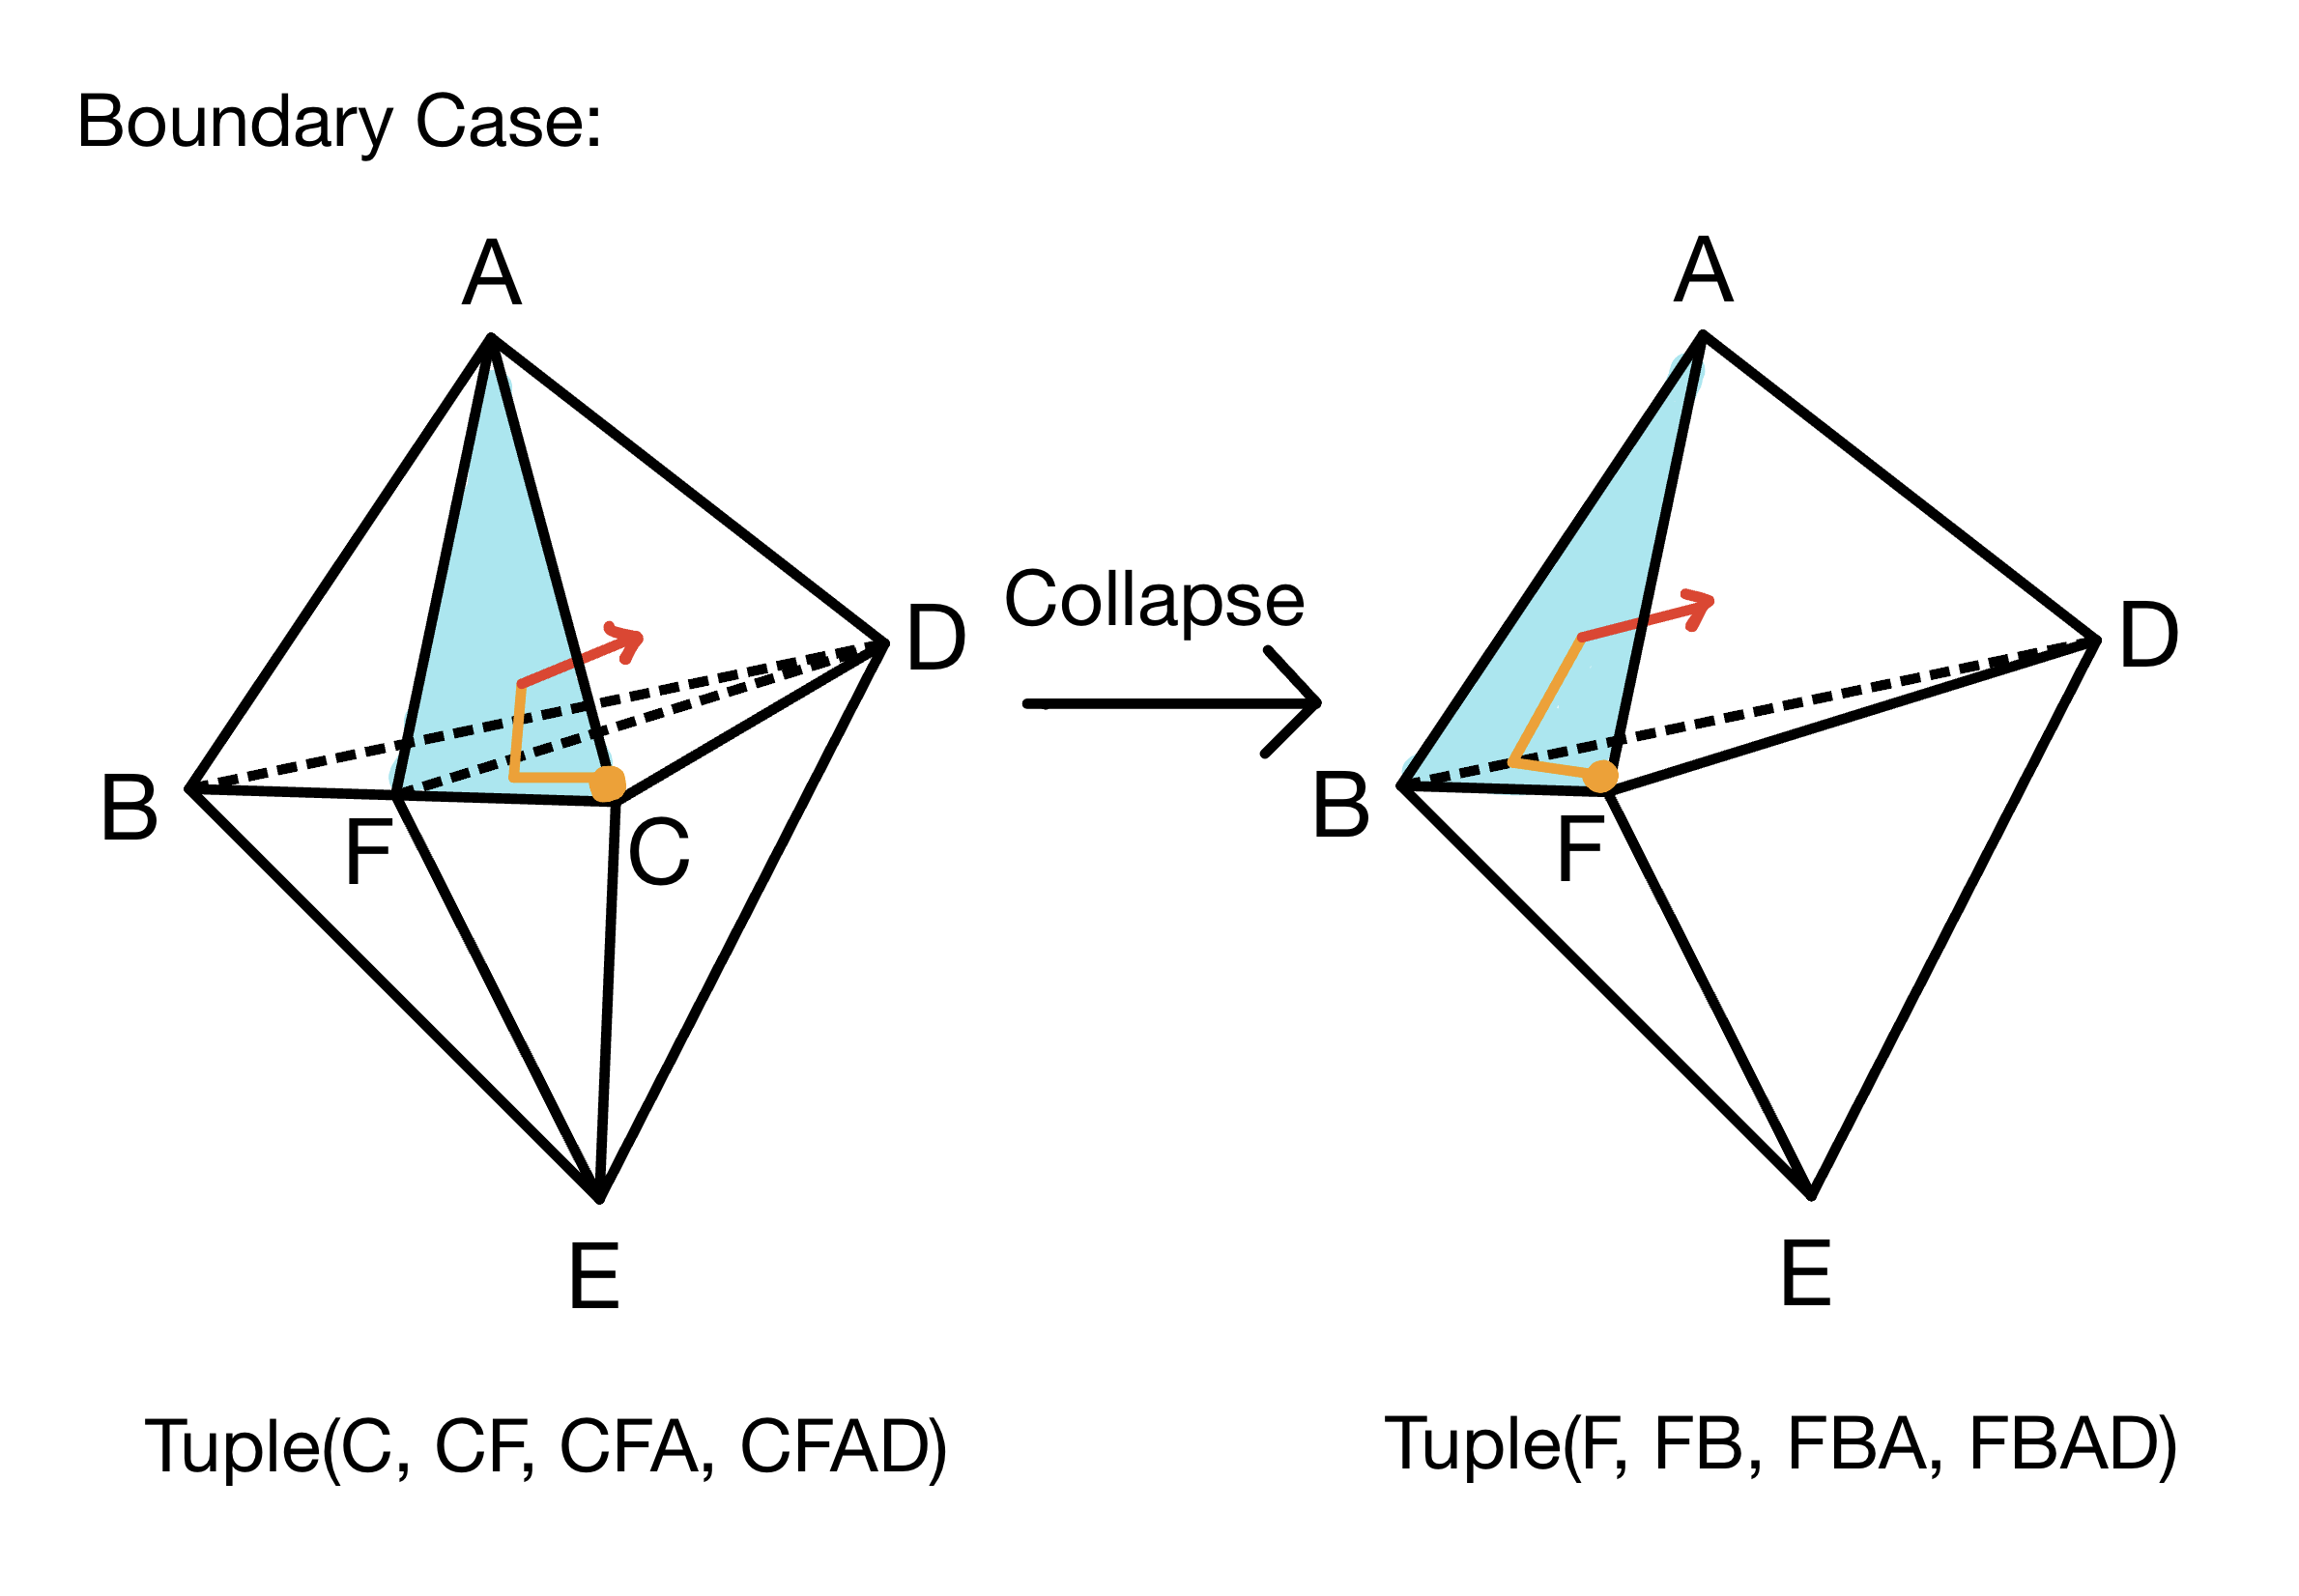 Boundary Case:
A
A
Collapse
D
D
B
F
C
B
F
E
E
Tuple(C, CF, CFA, CFAD)
Tuple(F, FB, FBA, FBAD)